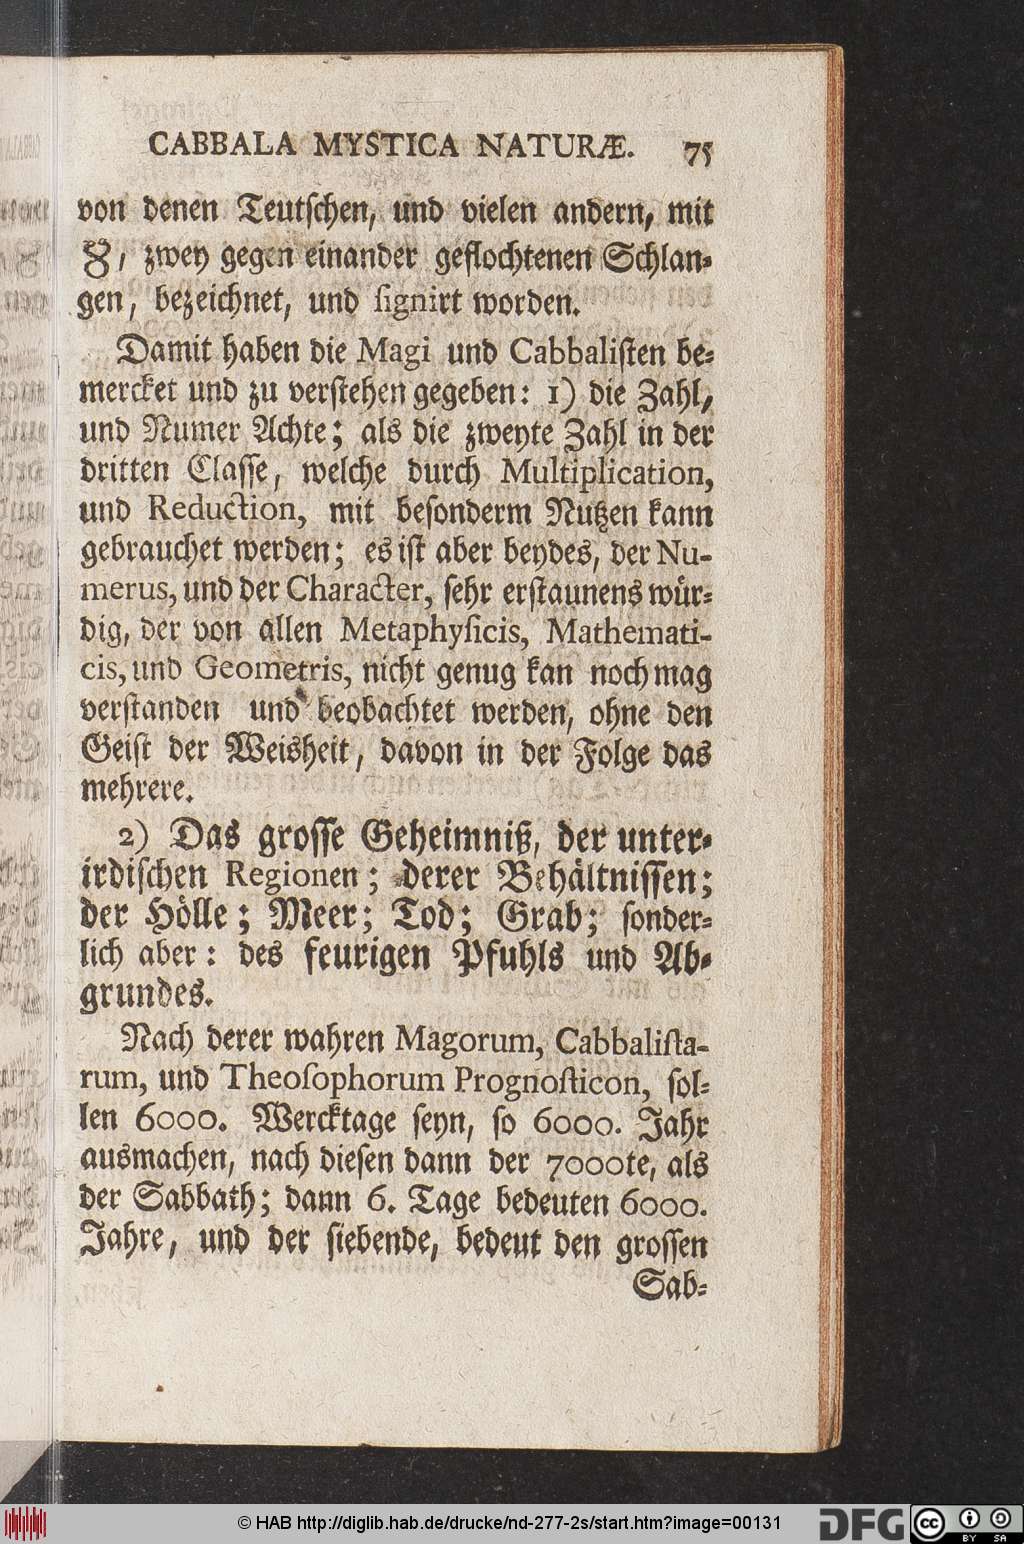 CABBALA MYSTICA NATURÆ. 75
von denen Teutschen, und vielen andern, mit
8, zwey gegen einander geflochtenen Schlan-
gen, bezeichnet, und signirt worden.
Damit haben die Magi und Cabbalisten be-
mercket und zu verstehen gegeben: 1) die Zahl,
und Numer Achte; als die zweyte Zahl in der
dritten Classe, welche durch Multiplication,
und Reduction, mit besonderm Nutzen kann
gebrauchet werden; es ist aber beydes, der Nu-
merus, und der Character, sehr erstaunens wür-
dig, der von allen Metaphysicis, Mathemati-
cis, und Geometris, nicht genug kan noch mag
verstanden und beobachtet werden, ohne den
Geist der Weisheit, davon in der Folge das
mehrere.
2) Das grosse Geheimniß, der unter-
irdischen Regionen; derer Behältnissen;
der Hölle; Meer; Tod; Grab; sonder-
lich aber: des feurigen Pfuhls und Ab-
grundes.
Nach derer wahren Magorum, Cabbalista-
rum, und Theosophorum Prognosticon, sol-
len 6000. Wercktage seyn, so 6000. Jahr
ausmachen, nach diesen dann der 7000te, als
der Sabbath; dann 6. Tage bedeuten 6000.
Jahre, und der siebende, bedeut den grossen
Sab-
© HAB http://diglib.hab.de/drucke/nd-277-2s/start.htm?image=00131
DFG
cc BY SA